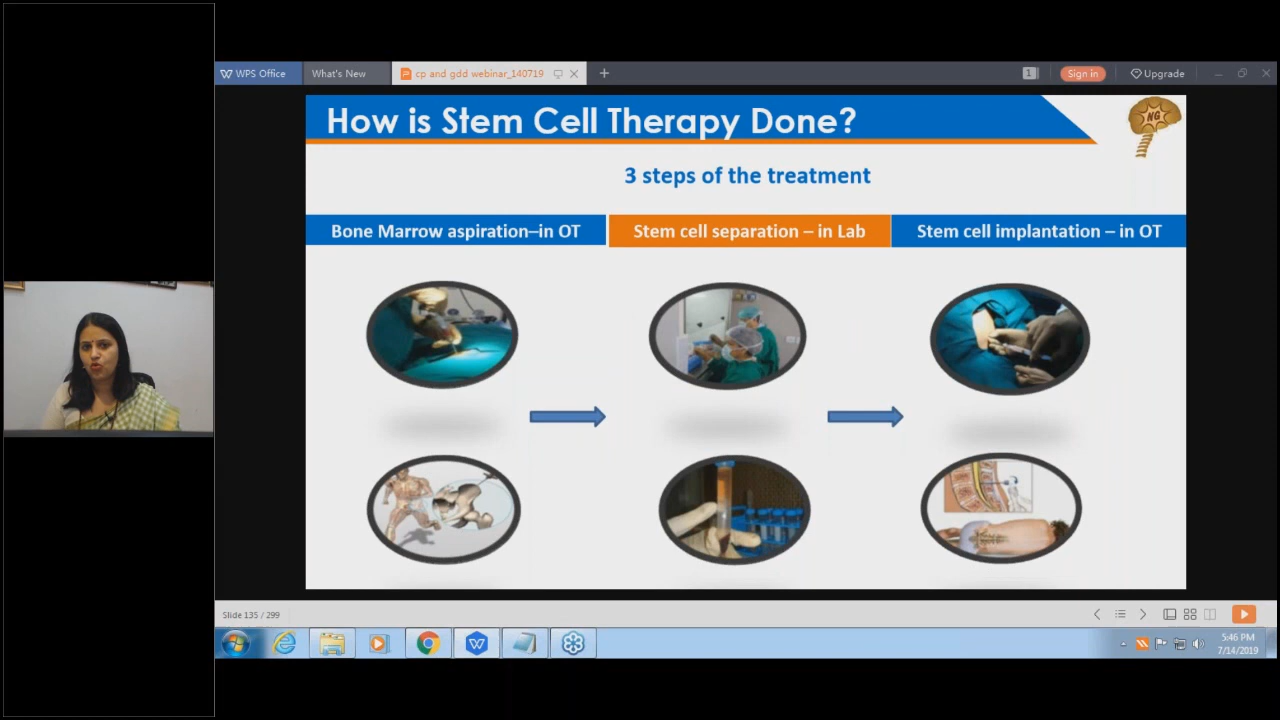 WPS Office What's New cp and gdd webinar_140719 1 Sign in Upgrade
How is Stem Cell Therapy Done?
NG
3 steps of the treatment
Bone Marrow aspiration–in OT
Stem cell separation – in Lab
Stem cell implantation – in OT
Slide 135 / 299
5:46 PM
7/14/2019